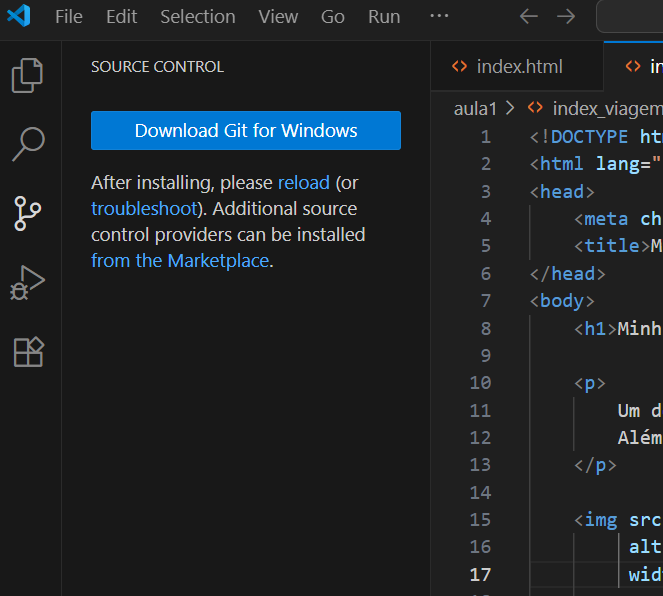 File Edit Selection View Go Run ...
SOURCE CONTROL
Download Git for Windows
After installing, please reload (or
troubleshoot). Additional source
control providers can be installed
from the Marketplace.
index.html
aula1 > index_viagem
1 <!DOCTYPE
2 <html lang="
3 <head>
4 <meta
5 <title>
6 </head>
7 <body>
8 <h1>Minh
9
10 <p>
11 Um d
12 Além
13 </p>
14
15 <img src
16 alt
17 wid